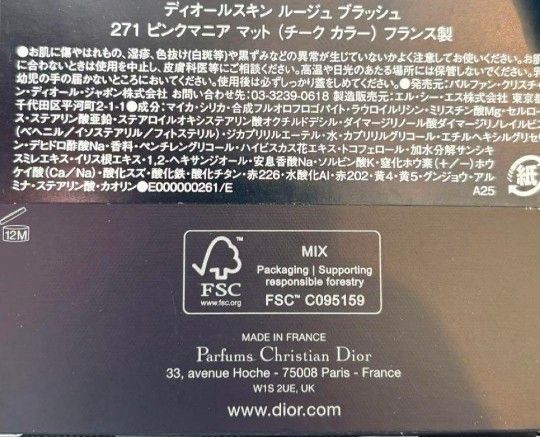 ディオールスキン ルージュ ブラッシュ
271 ピンクマニア マット (チーク カラー) フランス製
●お肌に傷やはれもの、湿疹、色抜け(白斑等)や黒ずみなどの異常が生じていないかよく注意してお使いください。お肌
に合わないときは使用を中止し、皮膚科医等にご相談ください。高温や日光のあたる場所には保管しないでください。乳
幼児の手の届かないところにおいてください。使用後は必ずしっかり蓋をしめてください。●発売元:パルファン・クリスチャ
ン・ディオール・ジャポン株式会社 お問い合わせ先:03-3239-0618 製造販売元:エル・シー・エス株式会社 東京都
千代田区平河町2-1-1●成分:マイカ・シリカ・合成フルオロフロゴパイト・ラウロイルリシン・ミリスチン酸Mg・セルロー
ス・ステアリン酸亜鉛・ステアロイルオキシステアリン酸オクチルドデシル・ダイマージリノール酸ダイマージリノレイルビス
(ベヘニル/イソステアリル/フィトステリル)・ジカプリリルエーテル・水・カプリリルグリコール・エチルヘキシルグリセリ
ン・デヒドロ酢酸Na・香料・ペンチレングリコール・ハイビスカス花エキス・トコフェロール・加水分解サンシキ
スミレエキス・イリス根エキス・1,2-ヘキサンジオール・安息香酸Na・ソルビン酸K・窒化ホウ素・(+/-)ホウ
ケイ酸(Ca/Na)・酸化スズ・酸化鉄・酸化チタン・赤226・水酸化Al・赤202・黄4・黄5・グンジョウ・アル
ミナ・ステアリン酸・カオリン●E000000261/E
A25
紙
12M
FSC
www.fsc.org
MIX
Packaging | Supporting
responsible forestry
FSC™ C095159
MADE IN FRANCE
Parfums Christian Dior
33, avenue Hoche - 75008 Paris - France
W1S 2UE, UK
www.dior.com